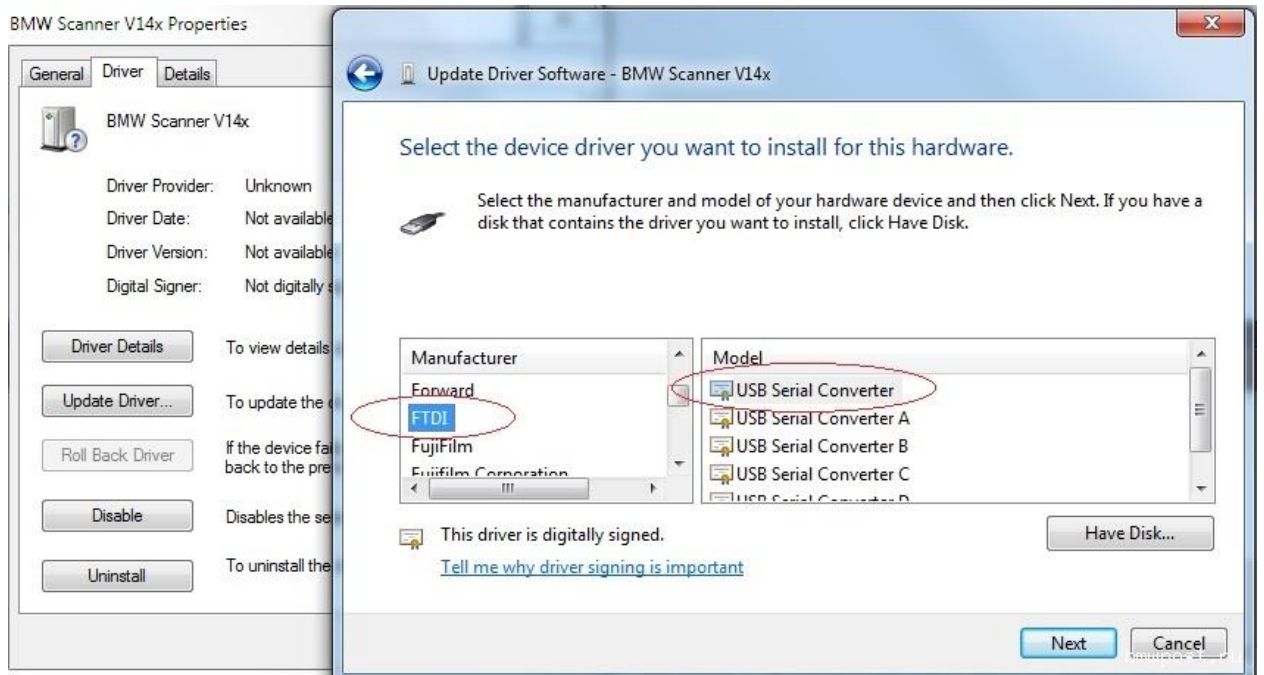 BMW Scanner V14x Properties
General Driver Details
BMW Scanner V14x
Driver Provider: Unknown
Driver Date: Not available
Driver Version: Not available
Digital Signer: Not digitally s
Driver Details To view details
Update Driver... To update the
Roll Back Driver If the device fai
back to the pre
Disable Disables the se
Uninstall To uninstall the
Update Driver Software - BMW Scanner V14x
Select the device driver you want to install for this hardware.
Select the manufacturer and model of your hardware device and then click Next. If you have a
disk that contains the driver you want to install, click Have Disk.
Manufacturer
Forward
FTDI
FujiFilm
Fujifilm Corporation
Model
USB Serial Converter
USB Serial Converter A
USB Serial Converter B
USB Serial Converter C
USB Serial Converter D
This driver is digitally signed.
Have Disk...
Tell me why driver signing is important
Next Cancel